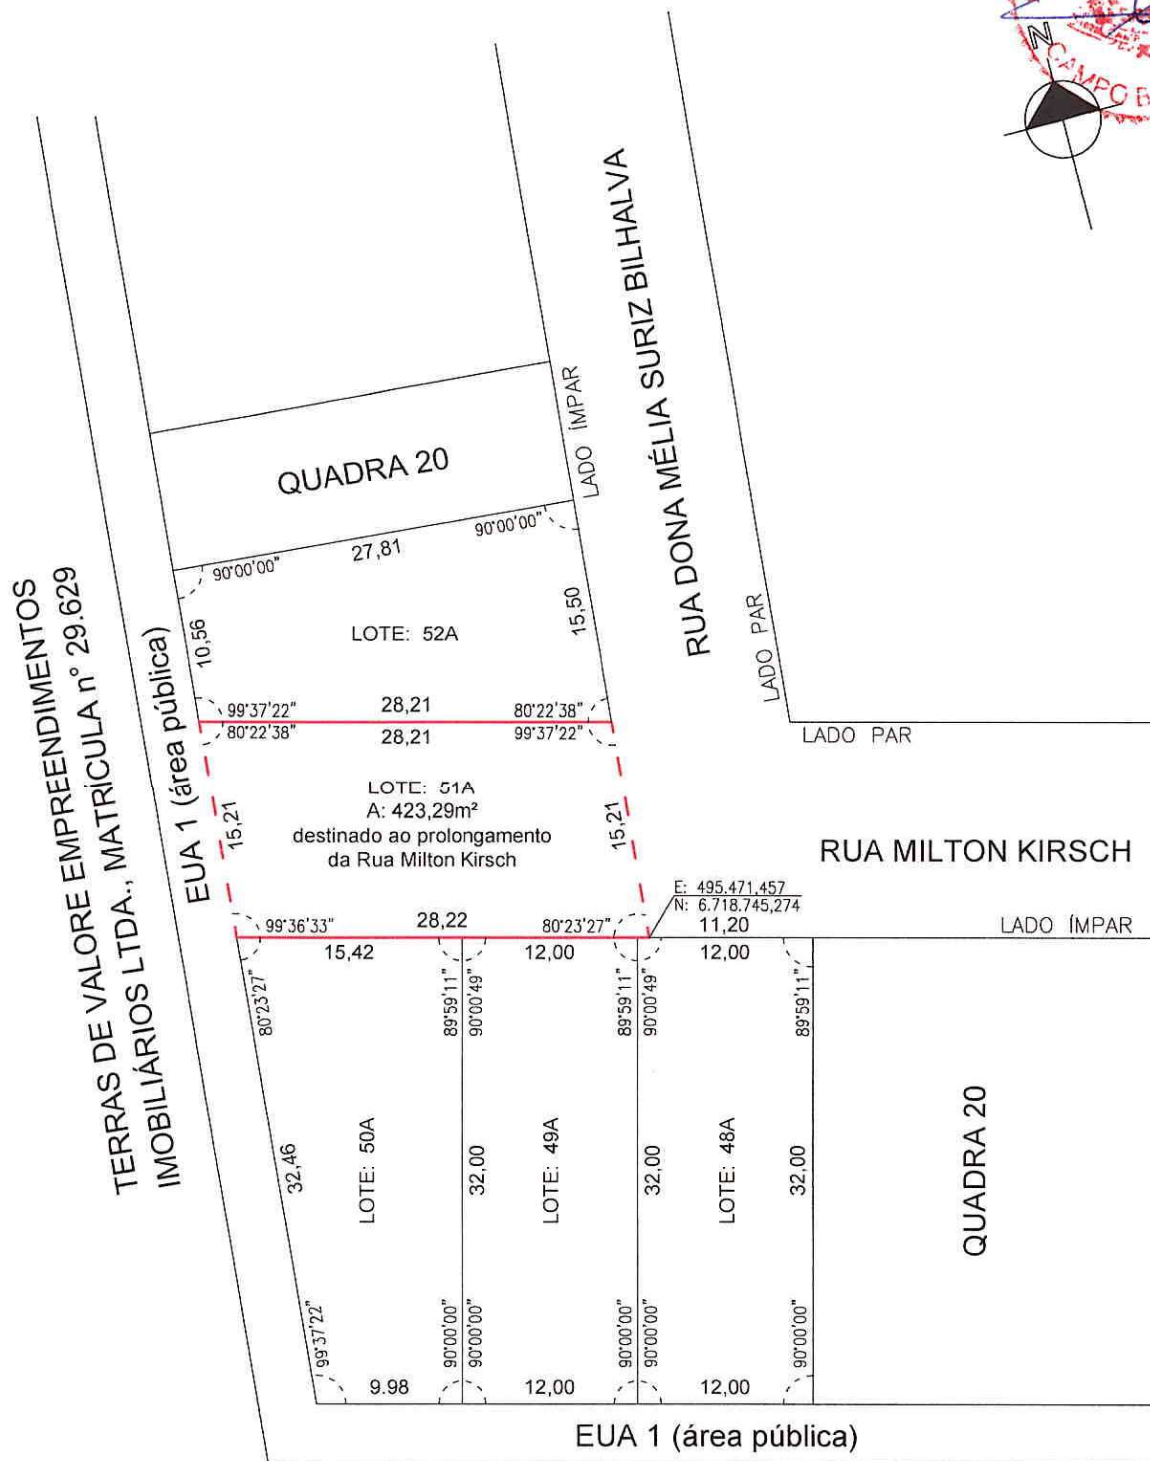 N
CAMPO B
RUA DONA MÉLIA SURIZ BILHALVA
LADO ÍMPAR
QUADRA 20
90°00'00"
27,81
90°00'00"
TERRAS DE VALORE EMPREENDIMENTOS
IMOBILIÁRIOS LTDA., MATRÍCULA n° 29.629
EUA 1 (área pública)
10,56
LOTE: 52A
15,50
LADO PAR
99°37'22"
28,21
80°22'38"
80°22'38"
28,21
99°37'22"
LADO PAR
15,21
LOTE: 51A
A: 423,29m²
destinado ao prolongamento
da Rua Milton Kirsch
15,21
RUA MILTON KIRSCH
E: 495.471,457
N: 6.718.745,274
99°36'33"
28,22
80°23'27"
11,20
LADO ÍMPAR
15,42
12,00
12,00
80°23'27"
89°59'11"
90°00'49"
89°59'11"
90°00'49"
89°59'11"
32,46
LOTE: 50A
32,00
LOTE: 49A
32,00
LOTE: 48A
32,00
QUADRA 20
99°37'22"
90°00'00"
90°00'00"
90°00'00"
90°00'00"
90°00'00"
9.98
12,00
12,00
EUA 1 (área pública)